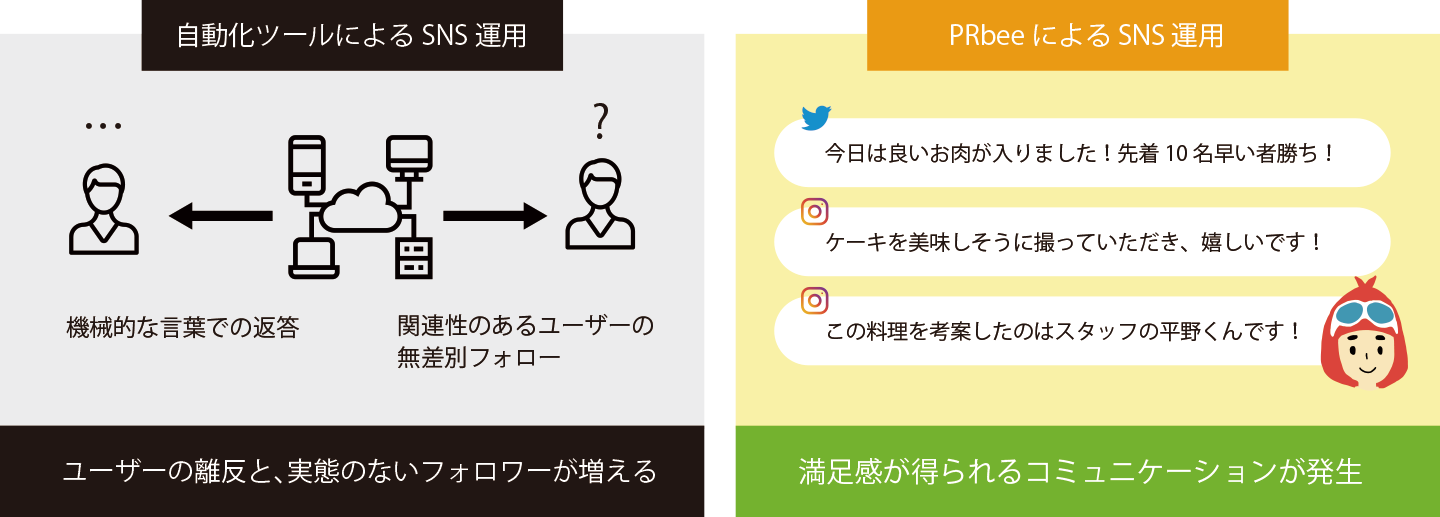 自動化ツールによる SNS 運用
...
?
機械的な言葉での返答
関連性のあるユーザーの
無差別フォロー
ユーザーの離反と、実態のないフォロワーが増える
PRbee による SNS 運用
今日は良いお肉が入りました！先着 10 名早い者勝ち！
ケーキを美味しそうに撮っていただき、嬉しいです！
この料理を考案したのはスタッフの平野くんです！
満足感が得られるコミュニケーションが発生